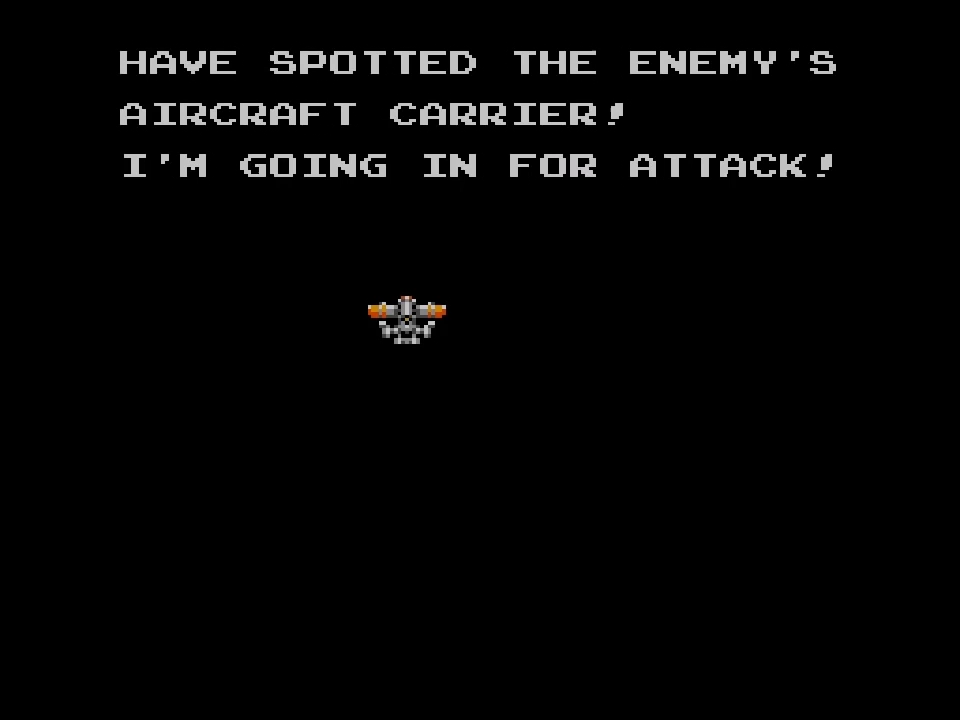 HAVE SPOTTED THE ENEMY'S
AIRCRAFT CARRIER!
I'M GOING IN FOR ATTACK!